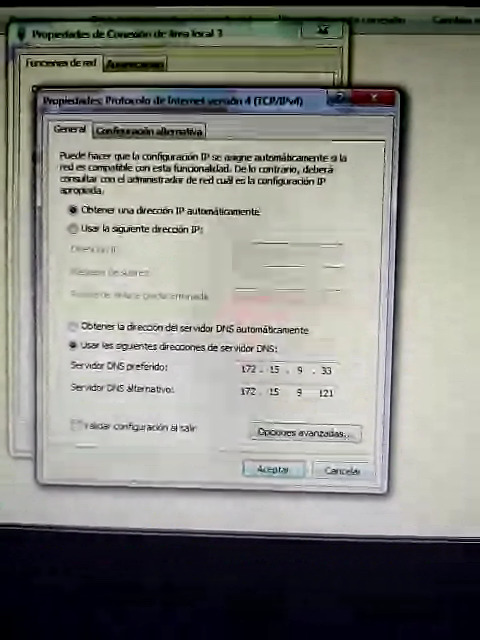 Propiedades de Conexión de área local 3
Funciones de red
Propiedades: Protocolo de Internet versión 4 (TCP/IPv4)
General Configuración alternativa
Puede hacer que la configuración IP se asigne automáticamente si la
red es compatible con esta funcionalidad. De lo contrario, deberá
consultar con el administrador de red cuál es la configuración IP
apropiada.
Obtener una dirección IP automáticamente
Usar la siguiente dirección IP:
Dirección IP:
Máscara de subred:
Obtener la dirección del servidor DNS automáticamente
Usar las siguientes direcciones de servidor DNS:
Servidor DNS preferido: 172 . 15 . 9 . 33
Servidor DNS alternativo: 172 . 15 9 121
Validar configuración al salir
Opciones avanzadas...
Aceptar Cancelar